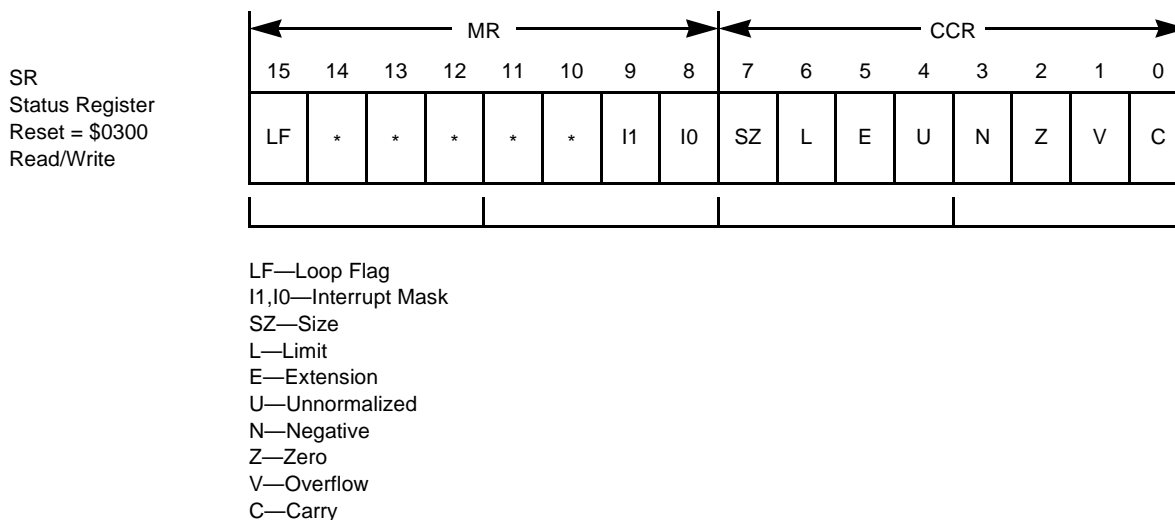 MR CCR
15 14 13 12 11 10 9 8 7 6 5 4 3 2 1 0
SR
Status Register
Reset = $0300
Read/Write
LF * * * * * I1 I0 SZ L E U N Z V C
LF—Loop Flag
I1,I0—Interrupt Mask
SZ—Size
L—Limit
E—Extension
U—Unnormalized
N—Negative
Z—Zero
V—Overflow
C—Carry